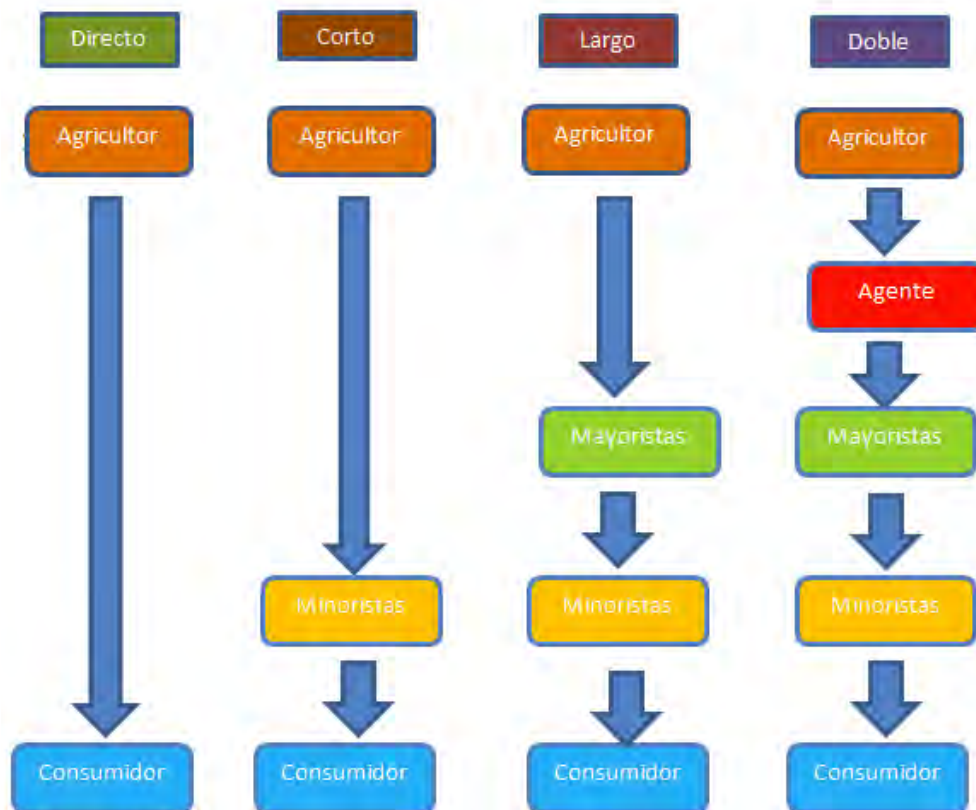 Directo
Corto
Largo
Doble
Agricultor
Agricultor
Agricultor
Agricultor
Agente
Mayoristas
Mayoristas
Minoristas
Minoristas
Minoristas
Consumidor
Consumidor
Consumidor
Consumidor